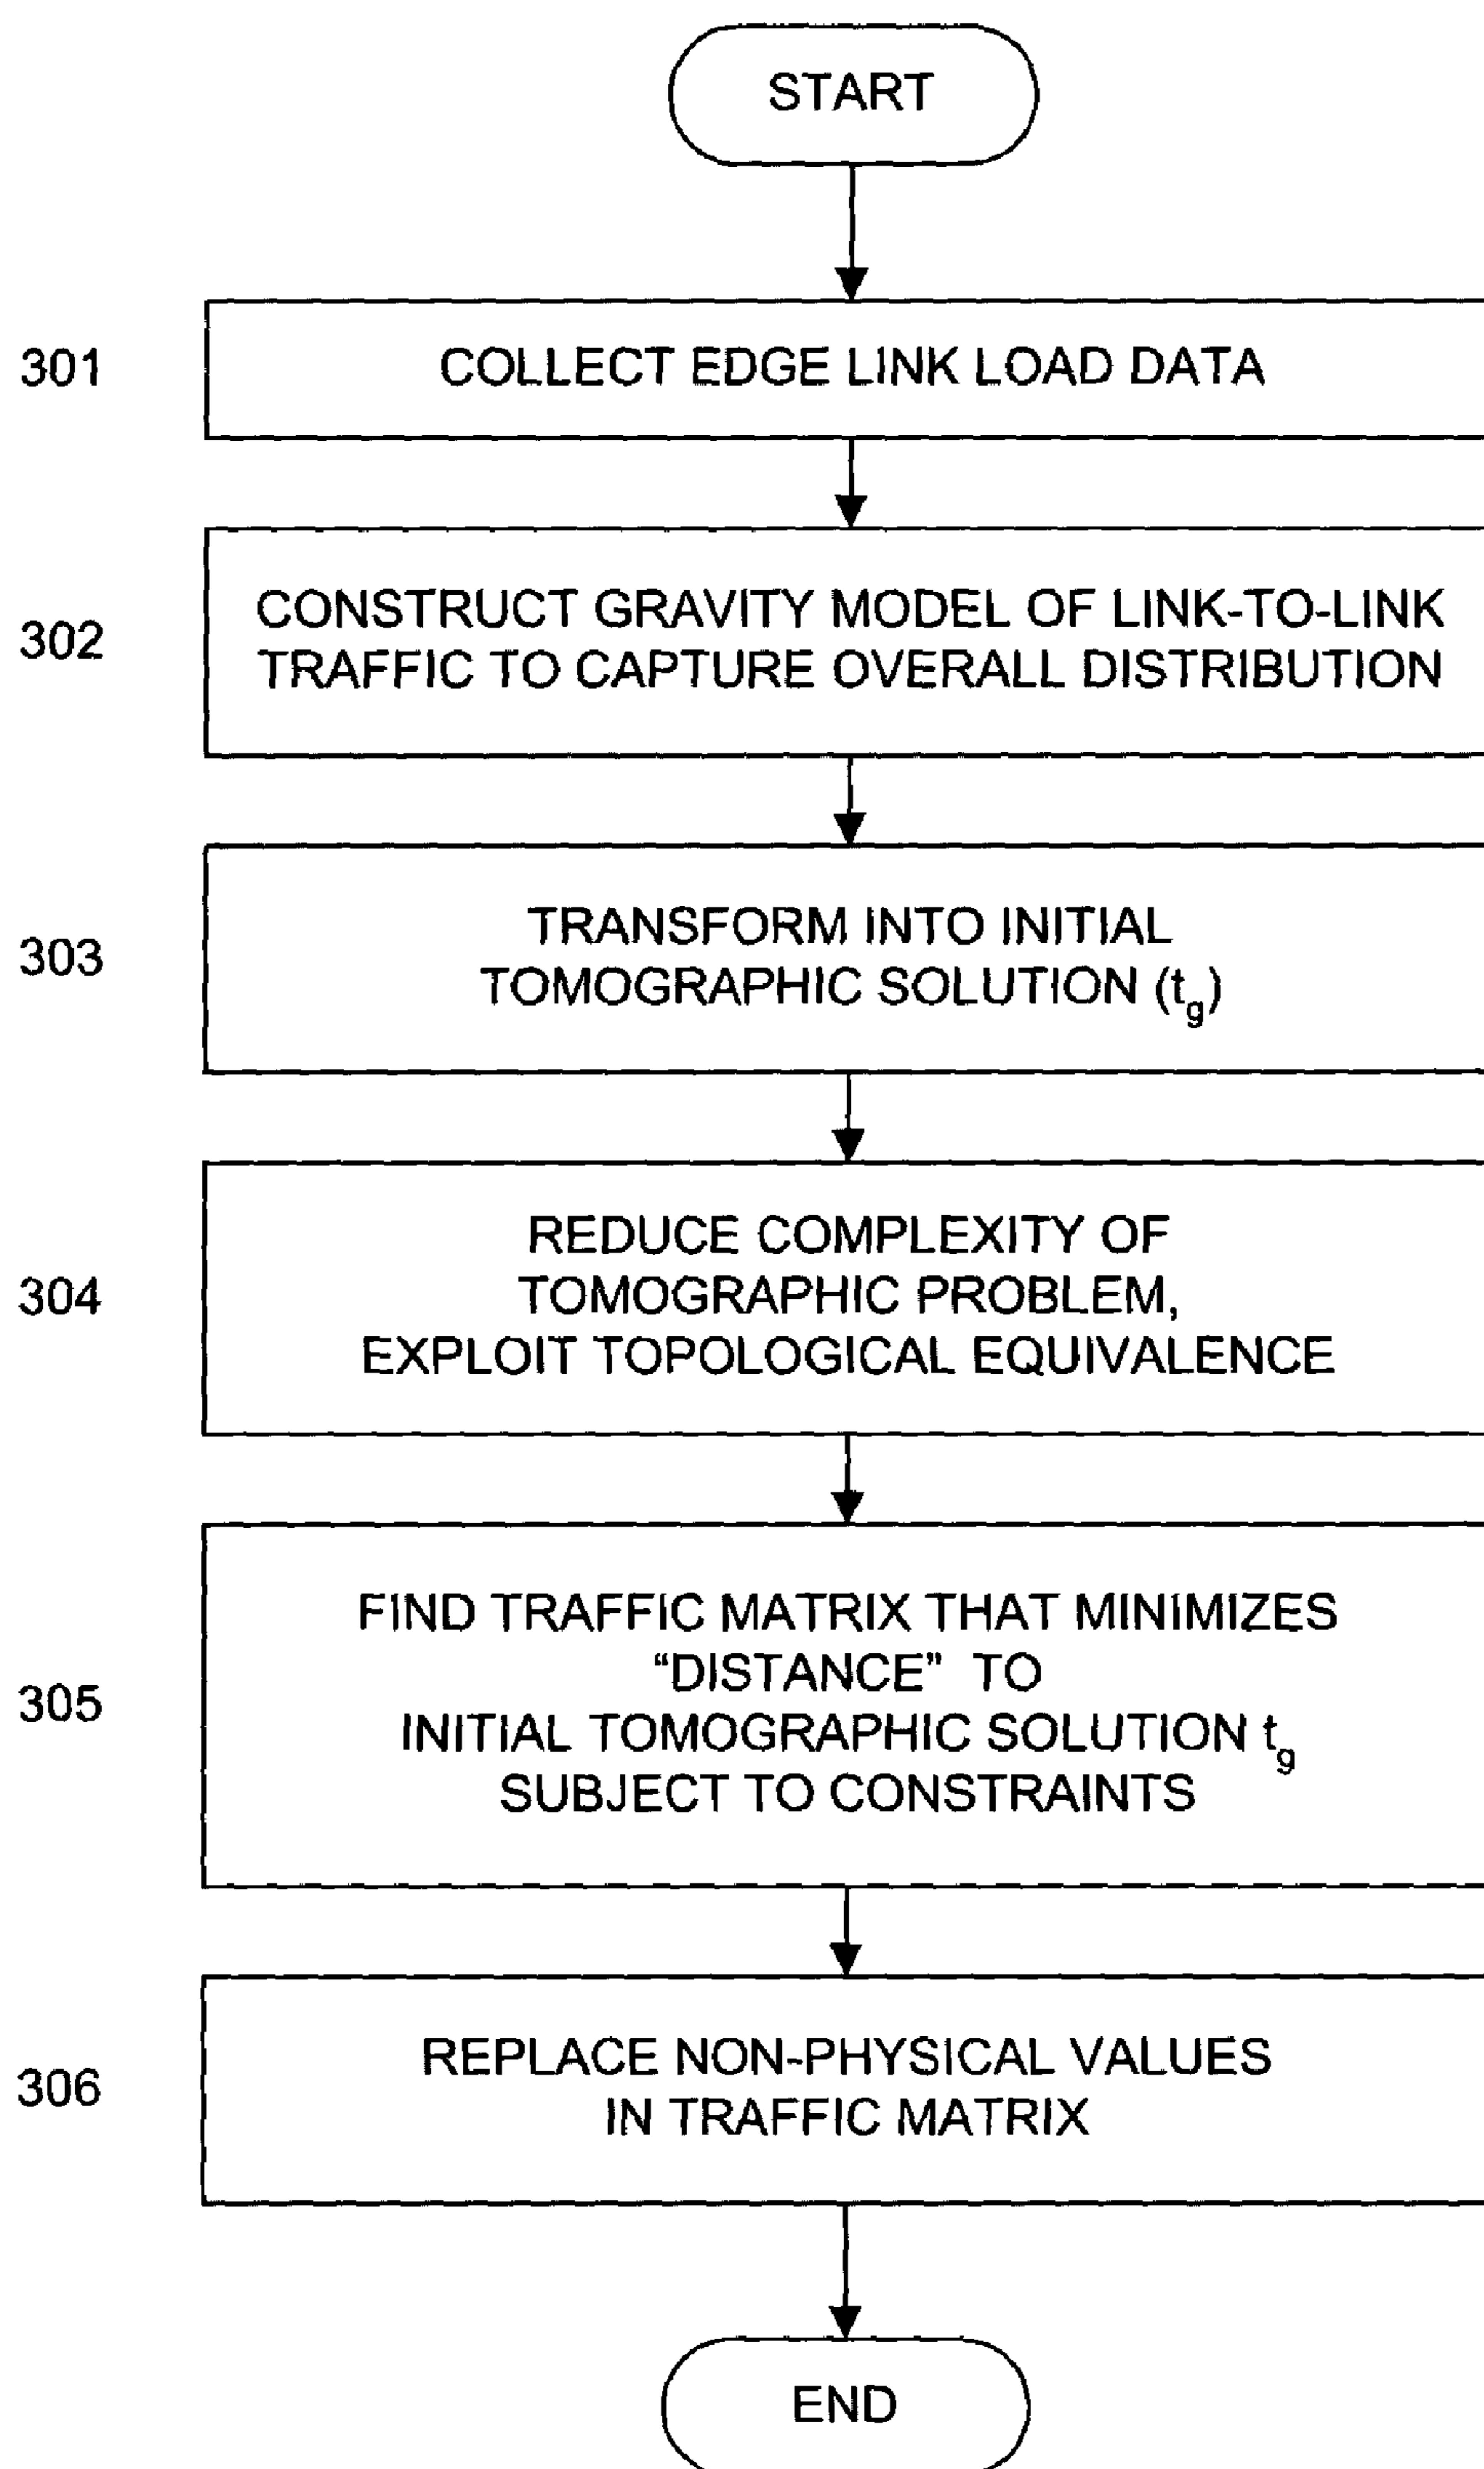 START
301
COLLECT EDGE LINK LOAD DATA
302
CONSTRUCT GRAVITY MODEL OF LINK-TO-LINK
TRAFFIC TO CAPTURE OVERALL DISTRIBUTION
303
TRANSFORM INTO INITIAL
TOMOGRAPHIC SOLUTION (tg)
304
REDUCE COMPLEXITY OF
TOMOGRAPHIC PROBLEM,
EXPLOIT TOPOLOGICAL EQUIVALENCE
305
FIND TRAFFIC MATRIX THAT MINIMIZES
“DISTANCE” TO
INITIAL TOMOGRAPHIC SOLUTION tg
SUBJECT TO CONSTRAINTS
306
REPLACE NON-PHYSICAL VALUES
IN TRAFFIC MATRIX
END